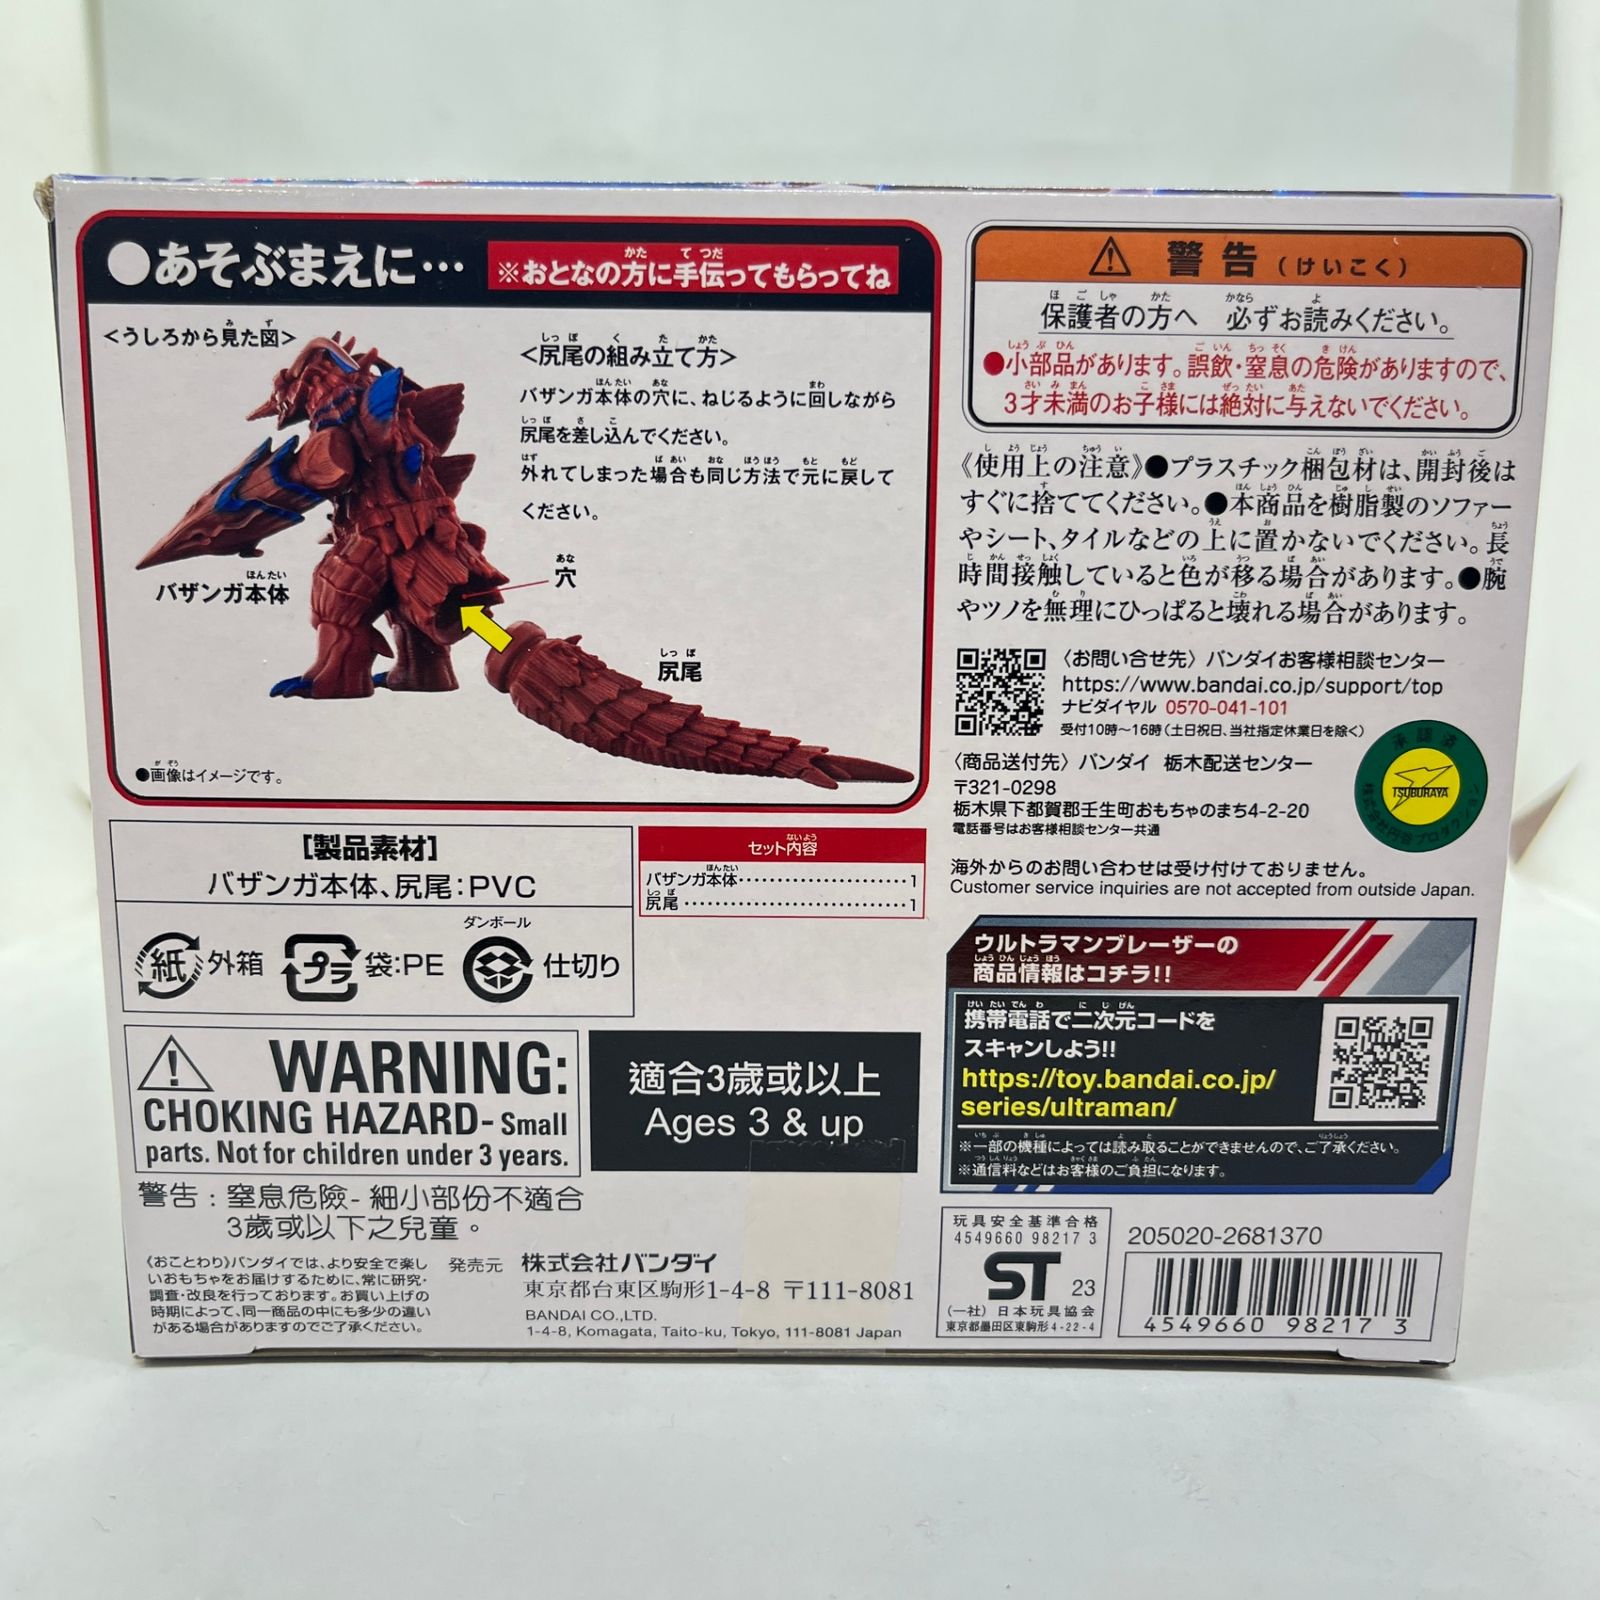 ●あそぶまえに…
※おとなの方に手伝ってもらってね
<うしろから見た図>
<尻尾の組み立て方>
バザンガ本体の穴に、ねじるように回しながら
尻尾を差し込んでください。
外れてしまった場合も同じ方法で元に戻して
ください。
穴
バザンガ本体
尻尾
●画像はイメージです。
[製品素材]
バザンガ本体、尻尾:PVC
ダンボール
紙 外箱 プラ 袋:PE 仕切り
セット内容
バザンガ本体……………………1
尻尾……………………………1
WARNING:
CHOKING HAZARD- Small
parts. Not for children under 3 years.
適合3歲或以上
Ages 3 & up
警告：窒息危險-細小部份不適合
3歲或以下之兒童。
《おことわり》バンダイでは、より安全で楽し
いおもちゃをお届けするために、常に研究・
調査・改良を行っております。お買い上げの
時期によって、同一商品の中にも多少の違い
がある場合がありますのでご了承ください。
発売元 株式会社バンダイ
東京都台東区駒形1-4-8 〒111-8081
BANDAI CO.,LTD.
1-4-8, Komagata, Taito-ku, Tokyo, 111-8081 Japan
警告(けいこく)
保護者の方へ 必ずお読みください。
●小部品があります。誤飲・窒息の危険がありますので、
3才未満のお子様には絶対に与えないでください。
《使用上の注意》●プラスチック梱包材は、開封後は
すぐに捨ててください。●本商品を樹脂製のソファー
やシート、タイルなどの上に置かないでください。長
時間接触していると色が移る場合があります。●腕
やツノを無理にひっぱると壊れる場合があります。
〈お問い合せ先〉バンダイお客様相談センター
https://www.bandai.co.jp/support/top
ナビダイヤル 0570-041-101
受付10時〜16時(土日祝日、当社指定休業日を除く)
〈商品送付先〉バンダイ 栃木配送センター
〒321-0298
栃木県下都賀郡壬生町おもちゃのまち4-2-20
電話番号はお客様相談センター共通
承認済
TSUBURAYA
株式会社円谷プロダクション
海外からのお問い合わせは受け付けておりません。
Customer service inquiries are not accepted from outside Japan.
ウルトラマンブレーザーの
商品情報はコチラ!!
携帯電話で二次元コードを
スキャンしよう!!
https://toy.bandai.co.jp/
series/ultraman/
※一部の機種によっては読み取ることができませんので、ご了承ください。
※通信料などはお客様のご負担になります。
玩具安全基準合格
4549660 98217 3
ST 23
(一社)日本玩具協会
東京都墨田区東駒形4-22-4
205020-2681370
4549660 98217 3